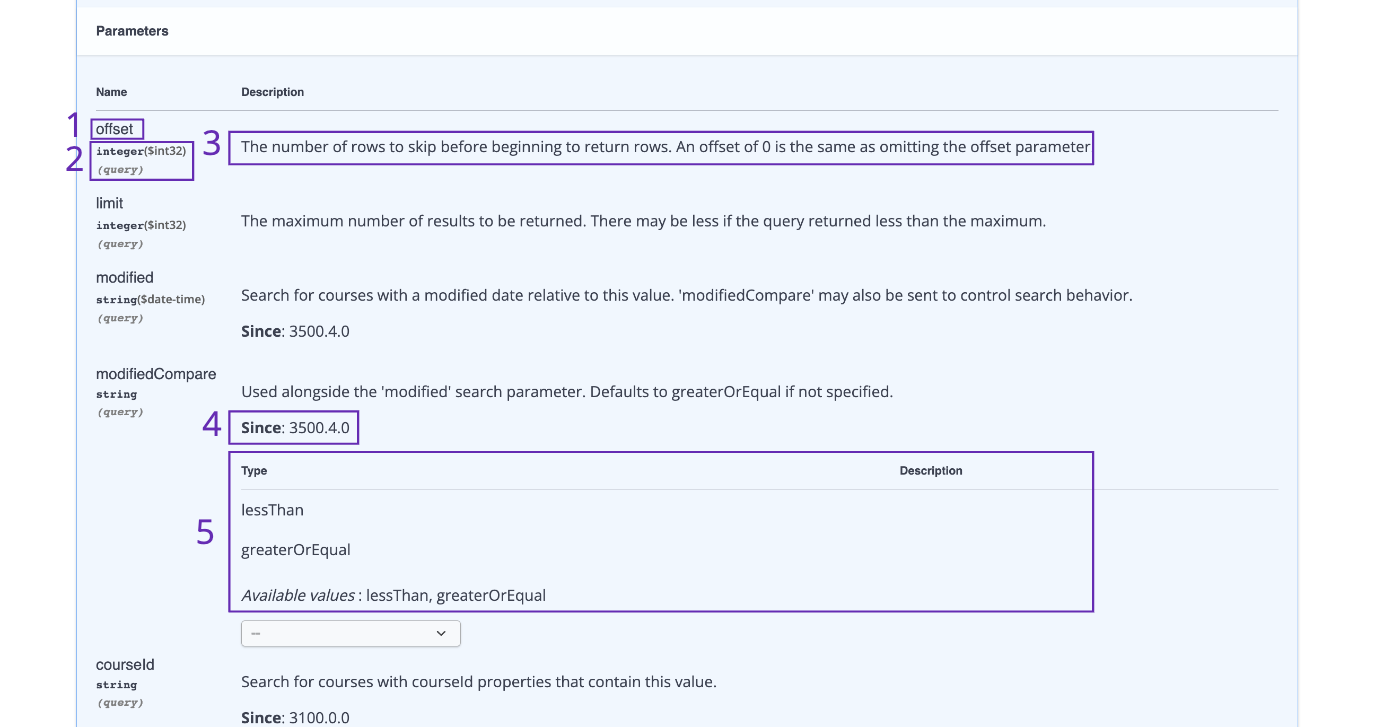 Parameters
Name Description
1 offset
2 integer($int32)
(query)
3 The number of rows to skip before beginning to return rows. An offset of 0 is the same as omitting the offset parameter
limit
integer($int32)
(query)
The maximum number of results to be returned. There may be less if the query returned less than the maximum.
modified
string($date-time)
(query)
Search for courses with a modified date relative to this value. 'modifiedCompare' may also be sent to control search behavior.
Since: 3500.4.0
modifiedCompare
string
(query)
Used alongside the 'modified' search parameter. Defaults to greaterOrEqual if not specified.
4 Since: 3500.4.0
5
Type Description
lessThan
greaterOrEqual
Available values : lessThan, greaterOrEqual
--
courseId
string
(query)
Search for courses with courseId properties that contain this value.
Since: 3100.0.0